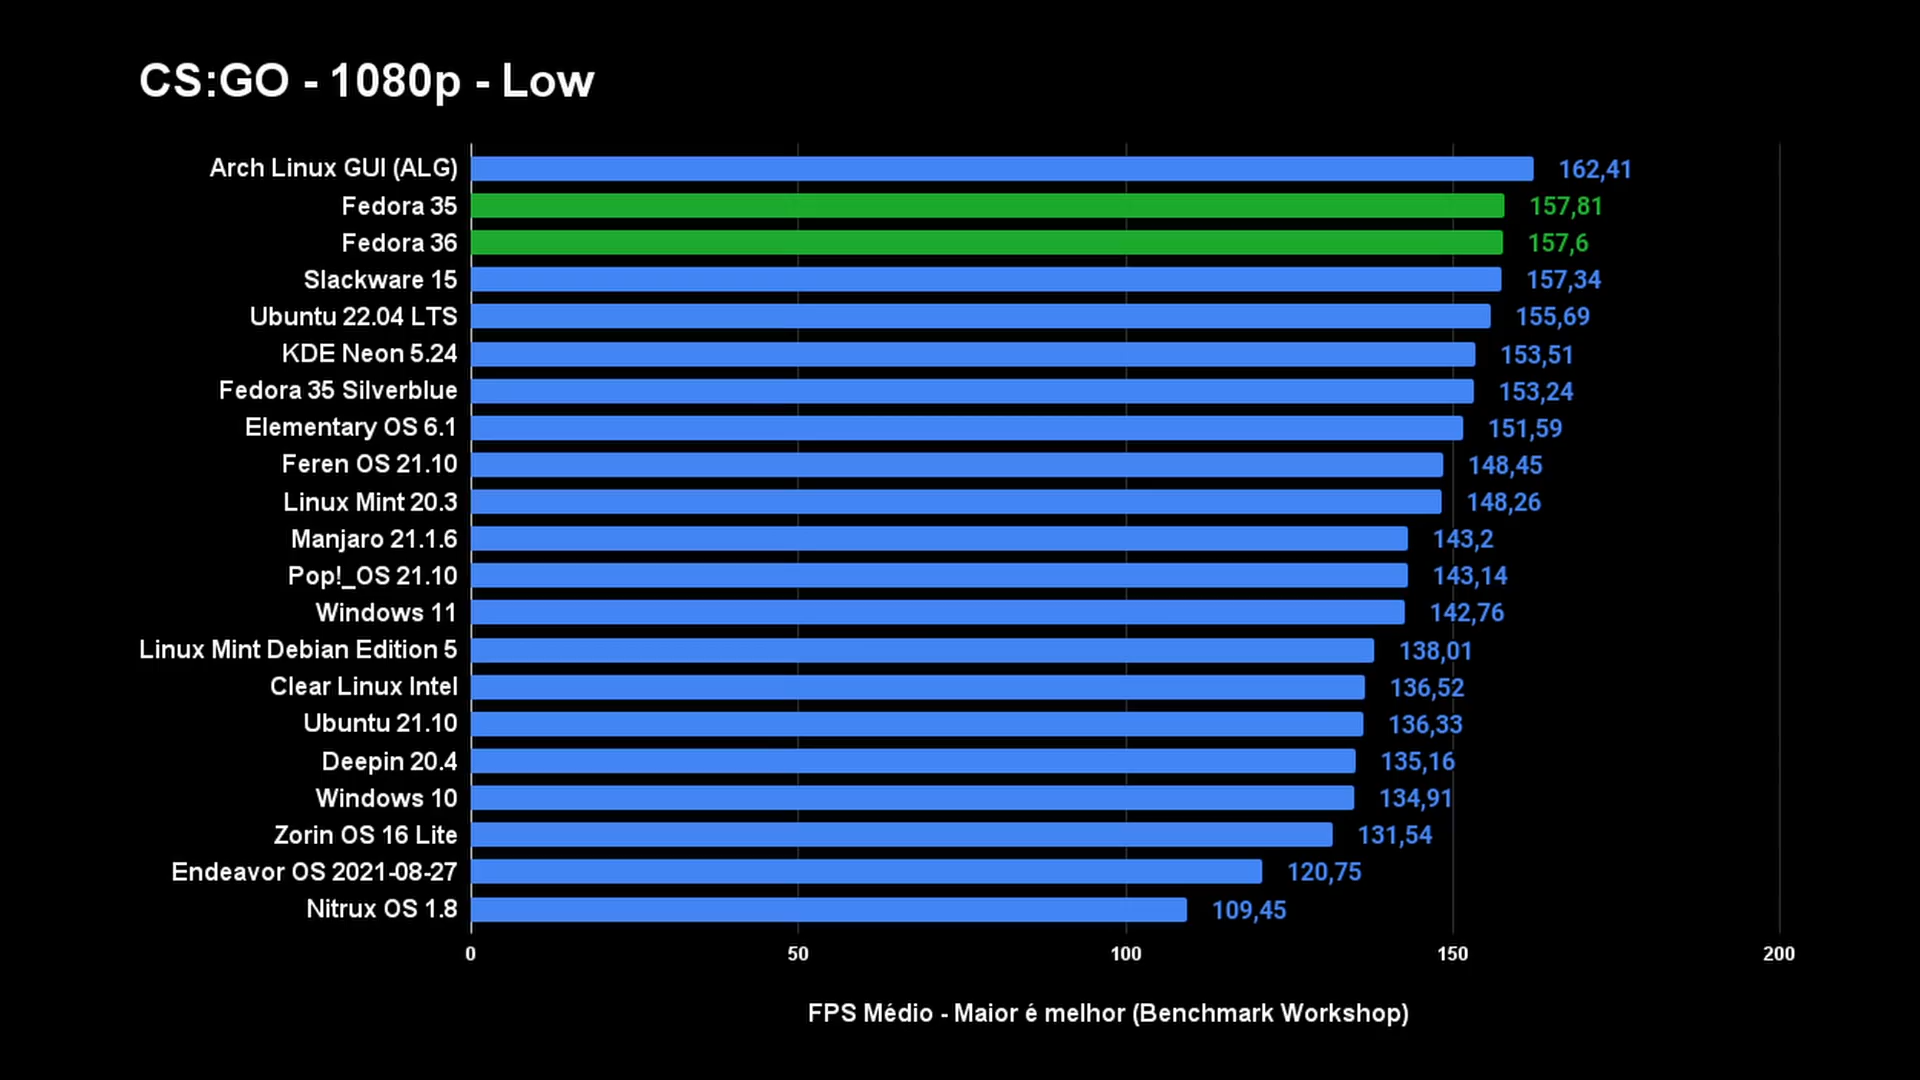 CS:GO - 1080p - Low
Arch Linux GUI (ALG) 162,41
Fedora 35 157,81
Fedora 36 157,6
Slackware 15 157,34
Ubuntu 22.04 LTS 155,69
KDE Neon 5.24 153,51
Fedora 35 Silverblue 153,24
Elementary OS 6.1 151,59
Feren OS 21.10 148,45
Linux Mint 20.3 148,26
Manjaro 21.1.6 143,2
Pop!_OS 21.10 143,14
Windows 11 142,76
Linux Mint Debian Edition 5 138,01
Clear Linux Intel 136,52
Ubuntu 21.10 136,33
Deepin 20.4 135,16
Windows 10 134,91
Zorin OS 16 Lite 131,54
Endeavor OS 2021-08-27 120,75
Nitrux OS 1.8 109,45
0 50 100 150 200
FPS Médio - Maior é melhor (Benchmark Workshop)